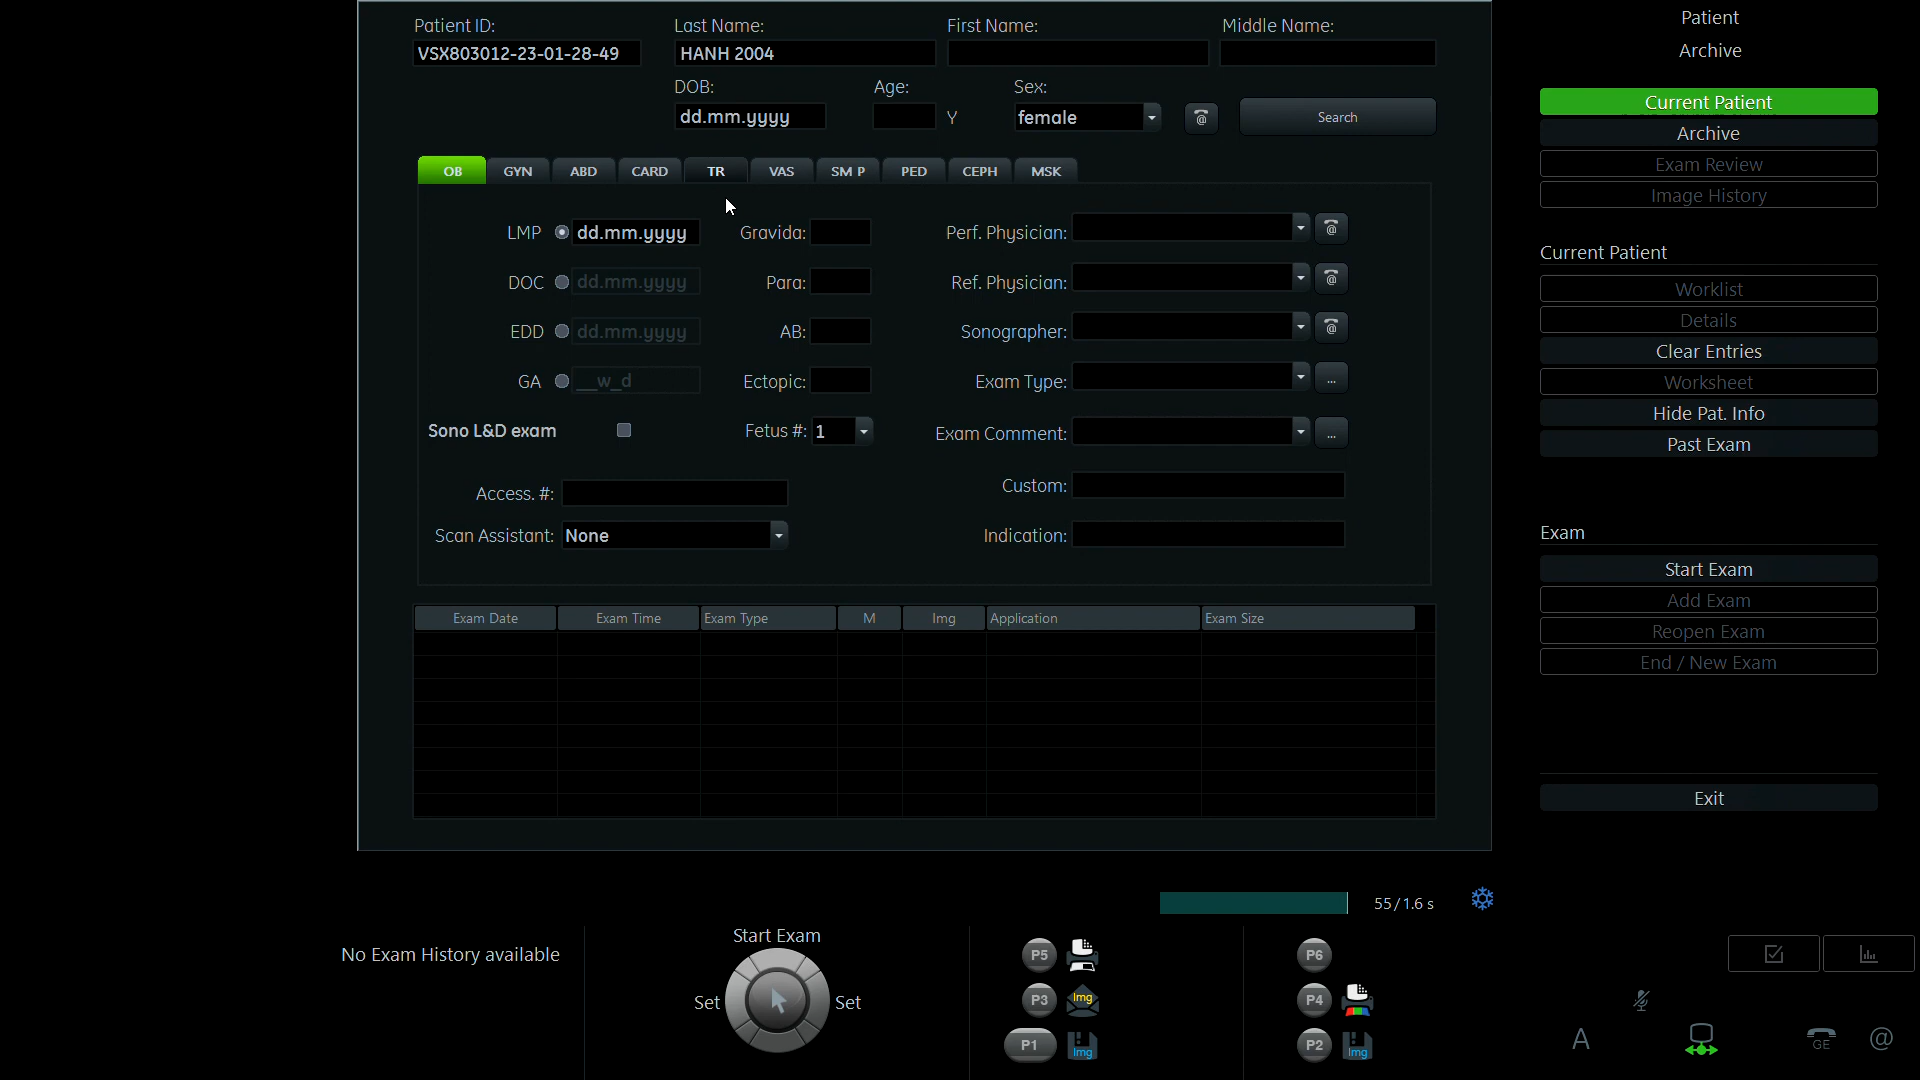 Patient ID: Last Name: First Name: Middle Name:
VSX803012-23-01-28-49 HANH 2004
DOB: Age: Sex:
dd.mm.yyyy Y female @ Search
OB GYN ABD CARD TR VAS SM P PED CEPH MSK
LMP dd.mm.yyyy Gravida: Perf. Physician: @
DOC dd.mm.yyyy Para: Ref. Physician: @
EDD dd.mm.yyyy AB: Sonographer: @
GA __w_d Ectopic: Exam Type: ...
Sono L&D exam Fetus #: 1 Exam Comment: ...
Access. #: Custom:
Scan Assistant: None Indication:
Exam Date Exam Time Exam Type M Img Application Exam Size
Patient
Archive
Current Patient
Archive
Exam Review
Image History
Current Patient
Worklist
Details
Clear Entries
Worksheet
Hide Pat. Info
Past Exam
Exam
Start Exam
Add Exam
Reopen Exam
End / New Exam
Exit
55/1.6 s
No Exam History available
Start Exam
Set Set
P5 P6
P3 Img P4
P1 Img P2 Img
A GE @